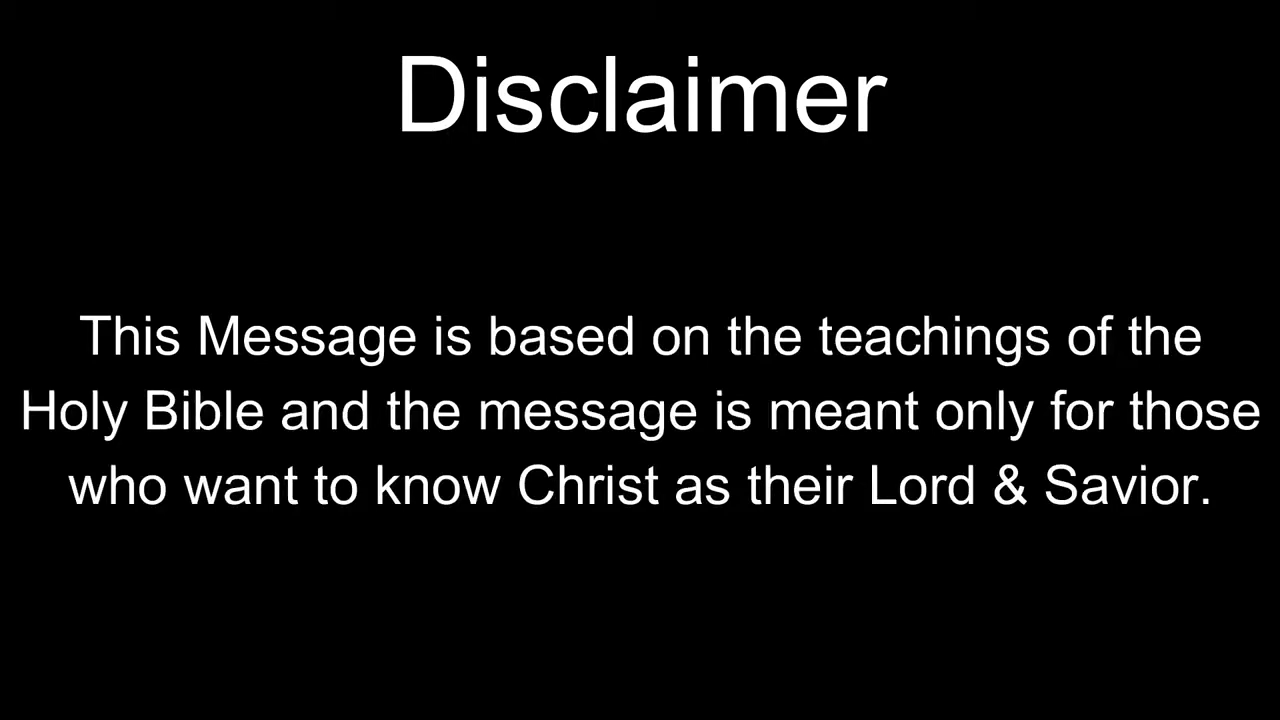 Disclaimer
This Message is based on the teachings of the
Holy Bible and the message is meant only for those
who want to know Christ as their Lord & Savior.